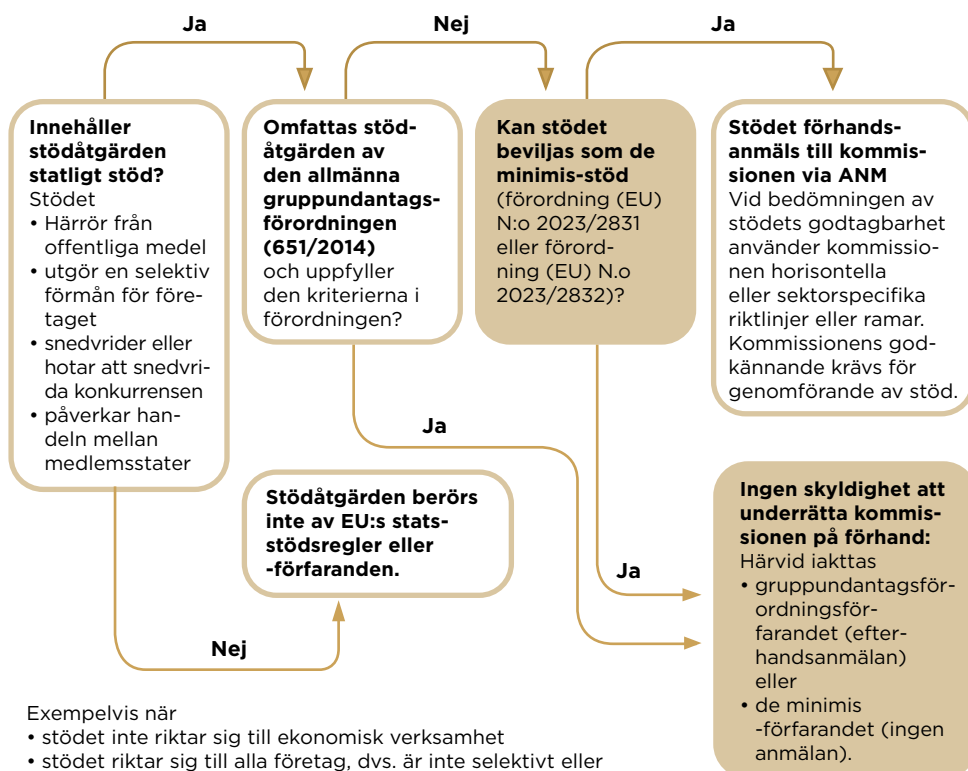 Ja
Nej
Ja
Innehåller
stödåtgärden
statligt stöd?
Stödet
• Härrör från
offentliga medel
• utgör en selektiv
förmån för före-
taget
• snedvrider eller
hotar att snedvri-
da konkurrensen
• påverkar han-
deln mellan
medlemsstater
Omfattas stöd-
åtgärden av
den allmänna
gruppundantags-
förordningen
(651/2014)
och uppfyller
den kriterierna i
förordningen?
Kan stödet
beviljas som de
minimis-stöd
(förordning (EU)
N:o 2023/2831
eller förord-
ning (EU) N.o
2023/2832)?
Stödet förhands-
anmäls till kommis-
sionen via ANM
Vid bedömningen av
stödets godtagbarhet
använder kommissio-
nen horisontella
eller sektorspecifika
riktlinjer eller ramar.
Kommissionens god-
kännande krävs för
genomförande av stöd.
Ja
Stödåtgärden berörs
inte av EU:s stats-
stödsregler eller
-förfaranden.
Ja
Nej
Ingen skyldighet att
underrätta kommis-
sionen på förhand:
Härvid iakttas
• gruppundantagsför-
ordningsför-
farandet (efter-
handsanmälan)
eller
• de minimis
-förfarandet (ingen
anmälan).
Exempelvis när
• stödet inte riktar sig till ekonomisk verksamhet
• stödet riktar sig till alla företag, dvs. är inte selektivt eller